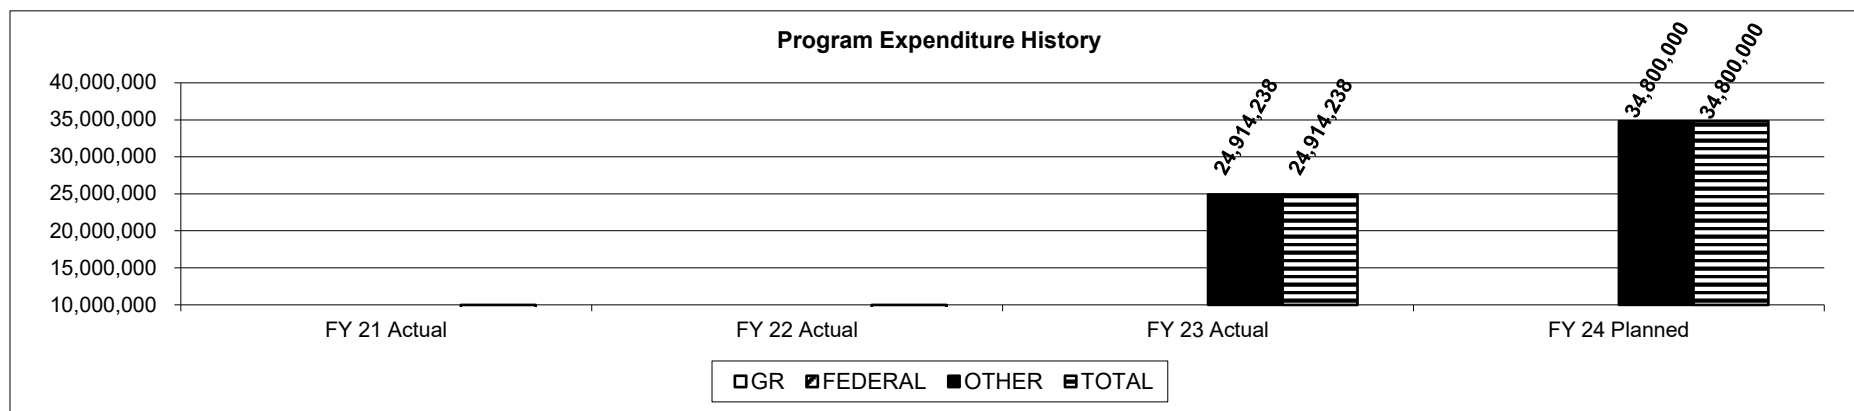 Program Expenditure History
40,000,000
35,000,000
30,000,000
25,000,000
20,000,000
15,000,000
10,000,000
24,914,238
24,914,238
34,800,000
34,800,000
FY 21 Actual
FY 22 Actual
FY 23 Actual
FY 24 Planned
GR FEDERAL OTHER TOTAL